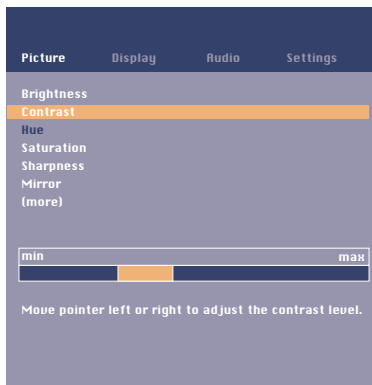 Picture Display Audio Settings
Brightness
Contrast
Hue
Saturation
Sharpness
Mirror
(more)
min max
Move pointer left or right to adjust the contrast level.